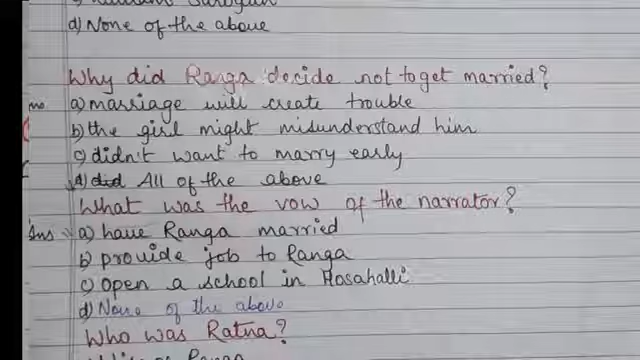 d) None of the above
Why did Ranga decide not to get married?
a) marriage will create trouble
b) the girl might misunderstand him
c) didn't want to marry early
d) All of the above
What was the vow of the narrator?
Ans a) have Ranga married
b) provide job to Ranga
c) open a school in Hosahalli
d) None of the above
Who was Ratna?